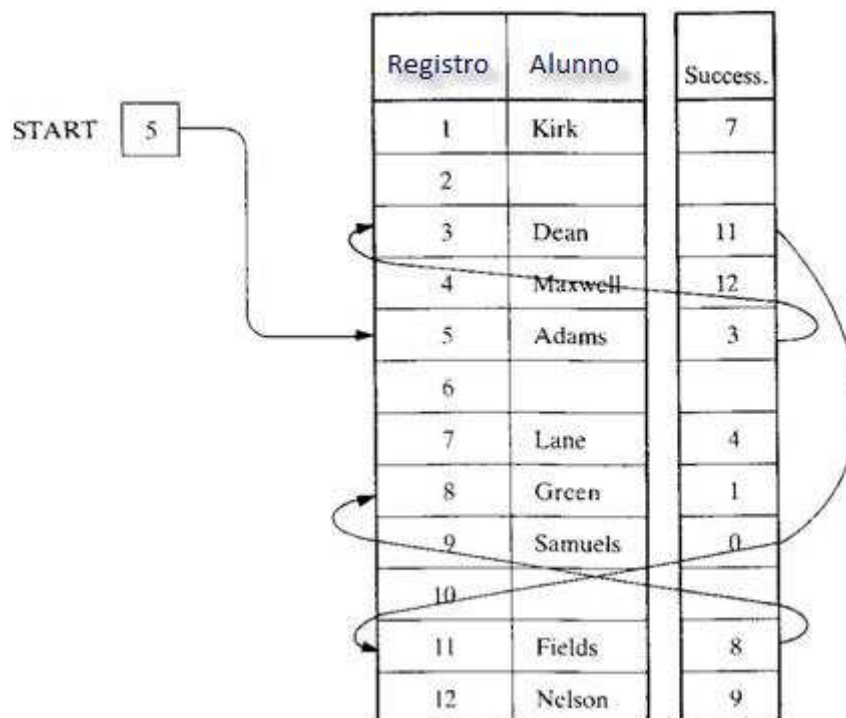 Registro Alunno Success.
START 5
1 Kirk 7
2
3 Dean 11
4 Maxwell 12
5 Adams 3
6
7 Lane 4
8 Green 1
9 Samuels 0
10
11 Fields 8
12 Nelson 9